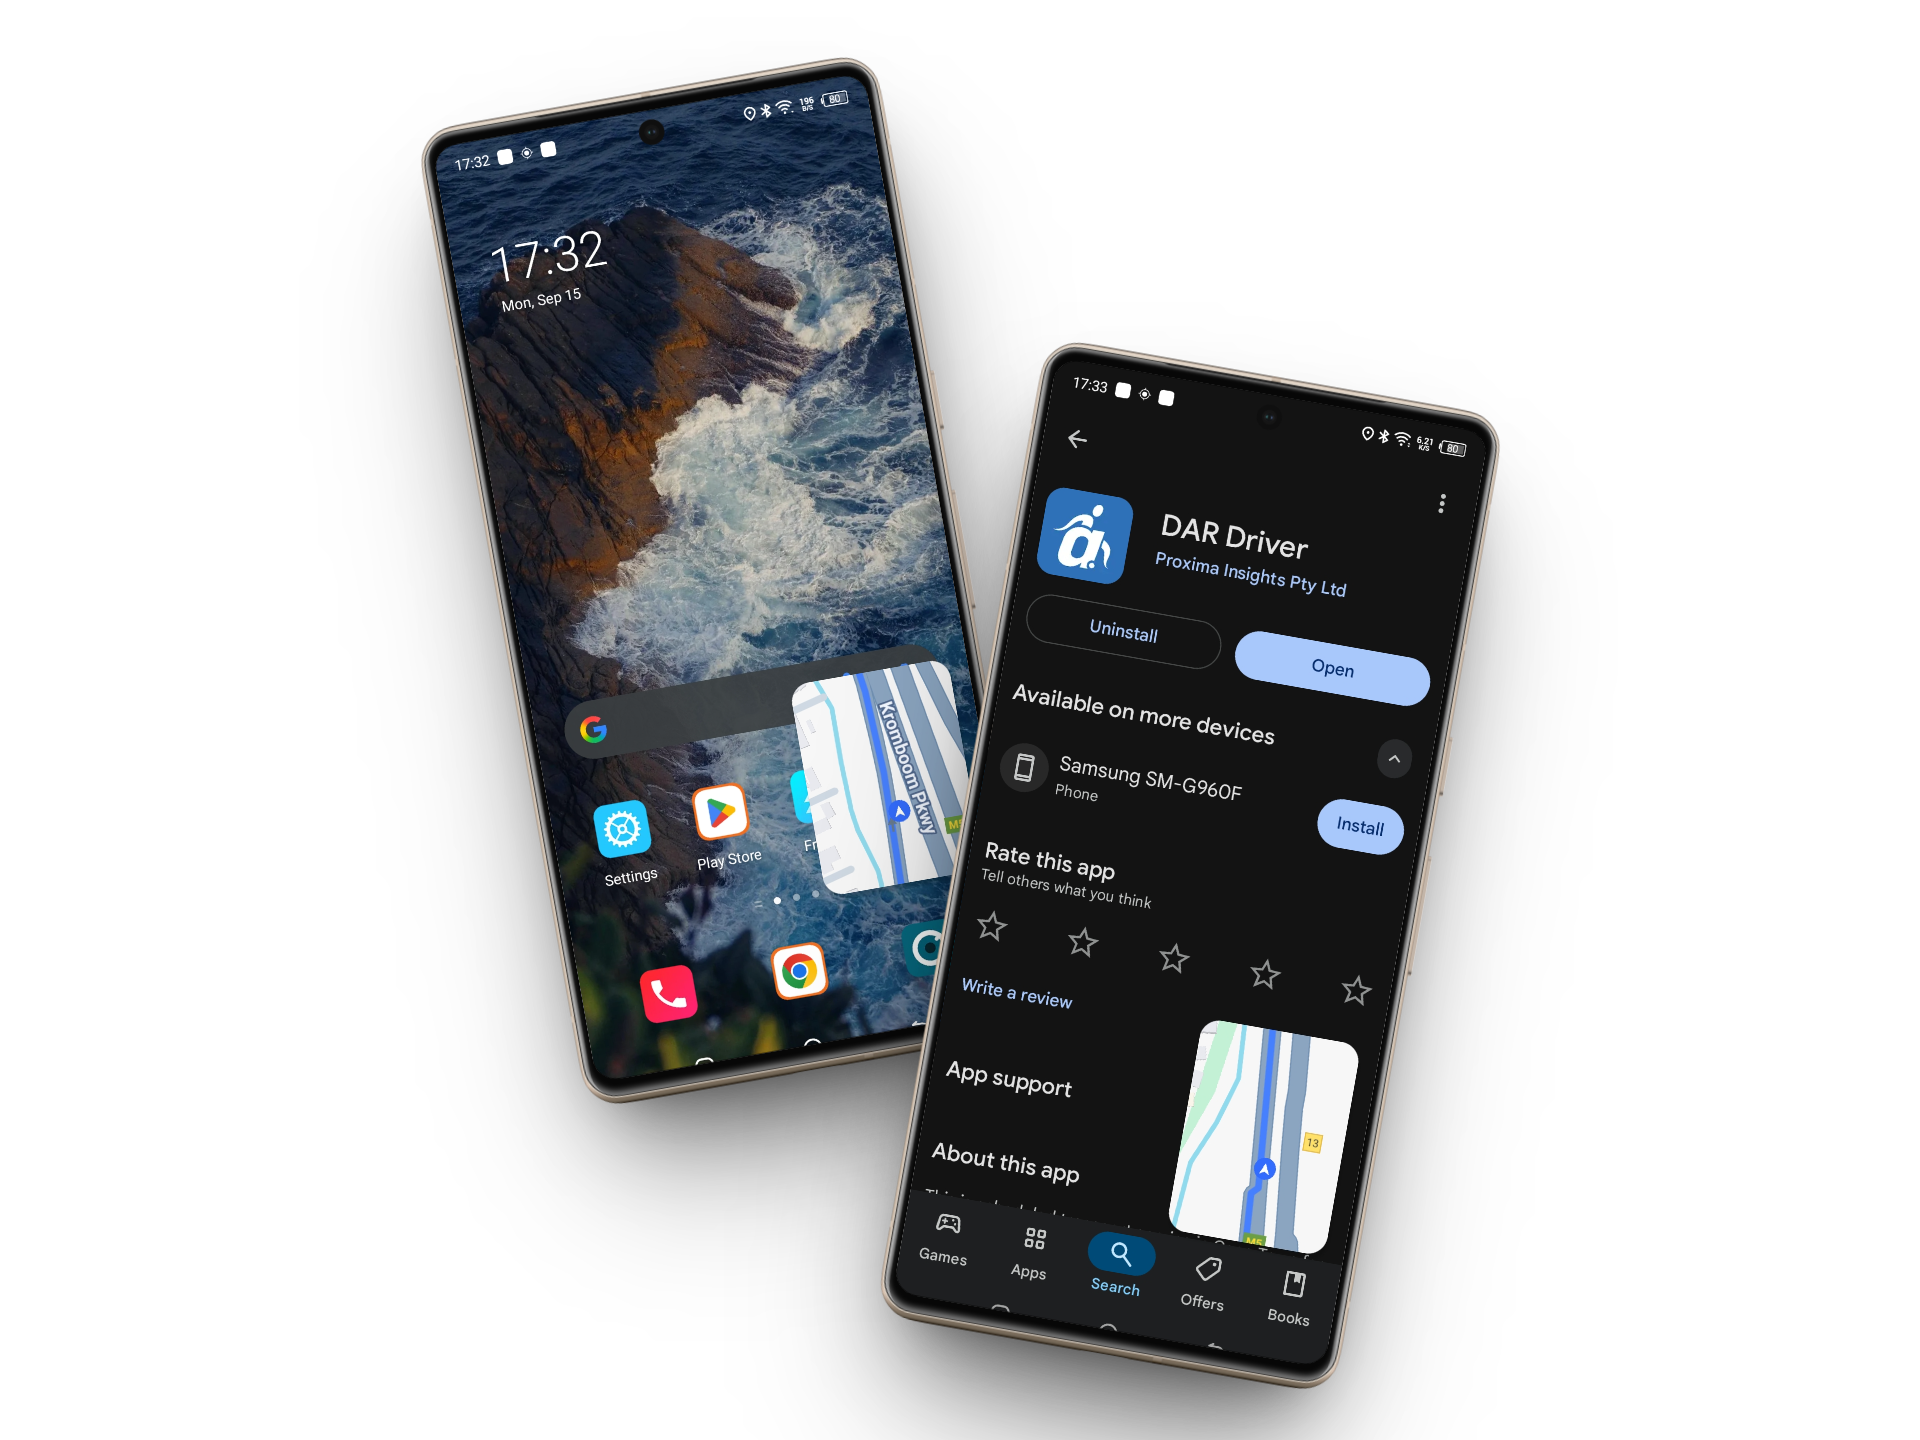 17:32
196
B/S
80
17:32
Mon, Sep 15
Kromboom Pkwy
M5
Settings
Play Store
Fr
17:33
6.21
K/S
80
DAR Driver
Proxima Insights Pty Ltd
Uninstall
Open
Available on more devices
Samsung SM-G960F
Phone
Install
Rate this app
Tell others what you think
Write a review
App support
13
About this app
M5
Games
Apps
Search
Offers
Books